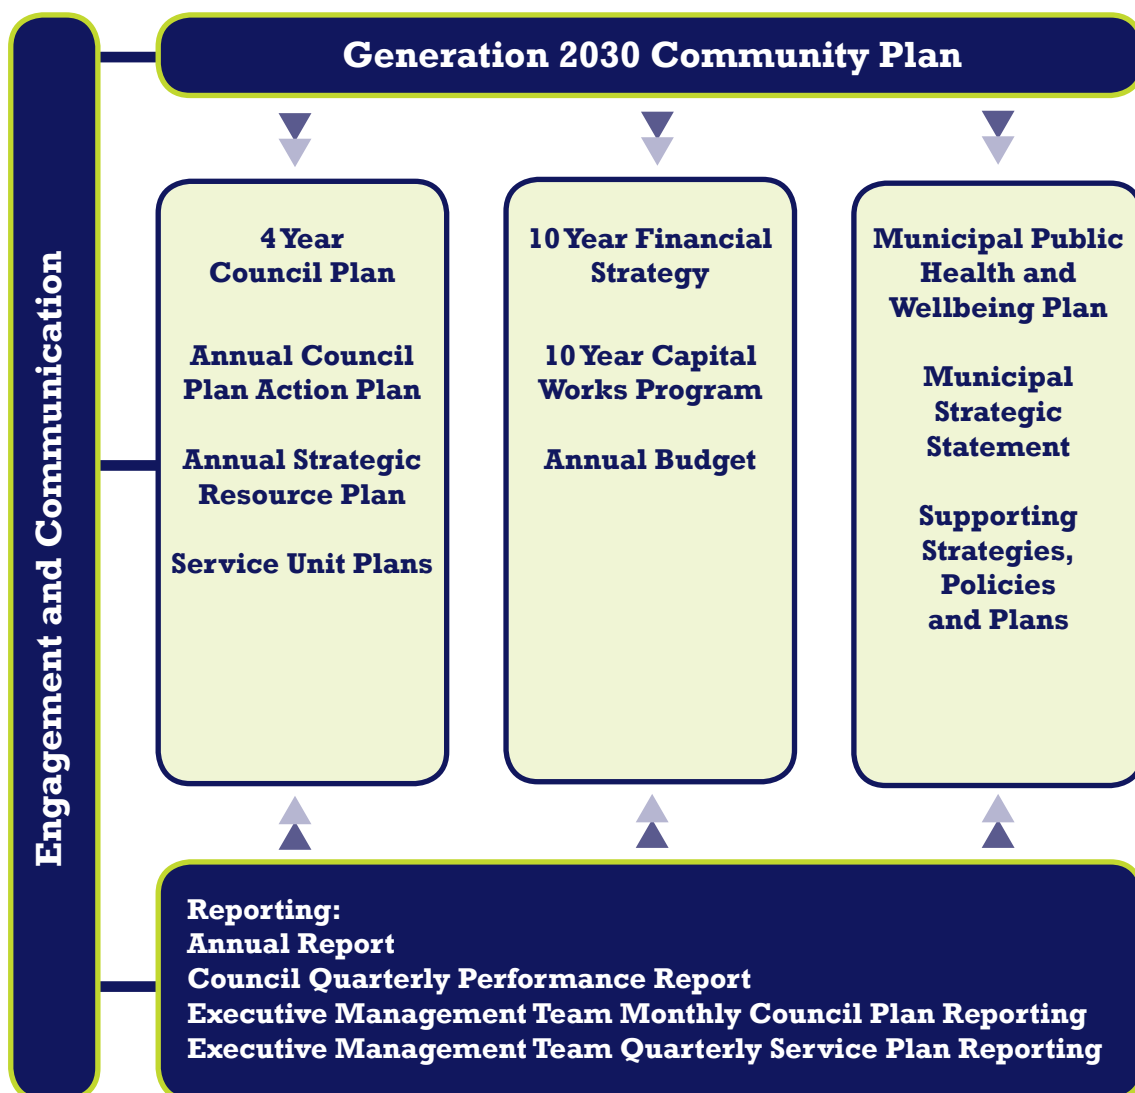 Generation 2030 Community Plan
Engagement and Communication
4 Year
Council Plan
Annual Council
Plan Action Plan
Annual Strategic
Resource Plan
Service Unit Plans
10 Year Financial
Strategy
10 Year Capital
Works Program
Annual Budget
Municipal Public
Health and
Wellbeing Plan
Municipal
Strategic
Statement
Supporting
Strategies,
Policies
and Plans
Reporting:
Annual Report
Council Quarterly Performance Report
Executive Management Team Monthly Council Plan Reporting
Executive Management Team Quarterly Service Plan Reporting